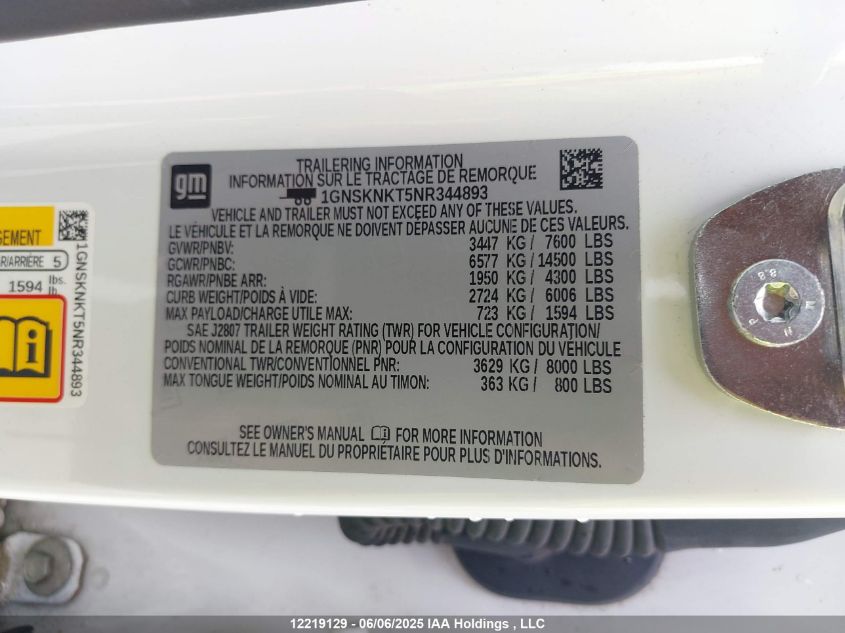 gm
TRAILERING INFORMATION
INFORMATION SUR LE TRACTAGE DE REMORQUE
1GNSKNKT5NR344893
VEHICLE AND TRAILER MUST NOT EXCEED ANY OF THESE VALUES.
LE VÉHICULE ET LA REMORQUE NE DOIVENT DÉPASSER AUCUNE DE CES VALEURS.
GVWR/PNBV: 3447 KG / 7600 LBS
GCWR/PNBC: 6577 KG / 14500 LBS
RGAWR/PNBE ARR: 1950 KG / 4300 LBS
CURB WEIGHT/POIDS À VIDE: 2724 KG / 6006 LBS
MAX PAYLOAD/CHARGE UTILE MAX: 723 KG / 1594 LBS
SAE J2807 TRAILER WEIGHT RATING (TWR) FOR VEHICLE CONFIGURATION/
POIDS NOMINAL DE LA REMORQUE (PNR) POUR LA CONFIGURATION DU VÉHICULE
CONVENTIONAL TWR/CONVENTIONNEL PNR: 3629 KG / 8000 LBS
MAX TONGUE WEIGHT/POIDS NOMINAL AU TIMON: 363 KG / 800 LBS
SEE OWNER'S MANUAL FOR MORE INFORMATION
CONSULTEZ LE MANUEL DU PROPRIÉTAIRE POUR PLUS D'INFORMATIONS.
SEMENT
R/ARRIÈRE 5
1594 lbs.
lb
1GNSKNKT5NR344893
8.8
12219129 - 06/06/2025 IAA Holdings , LLC